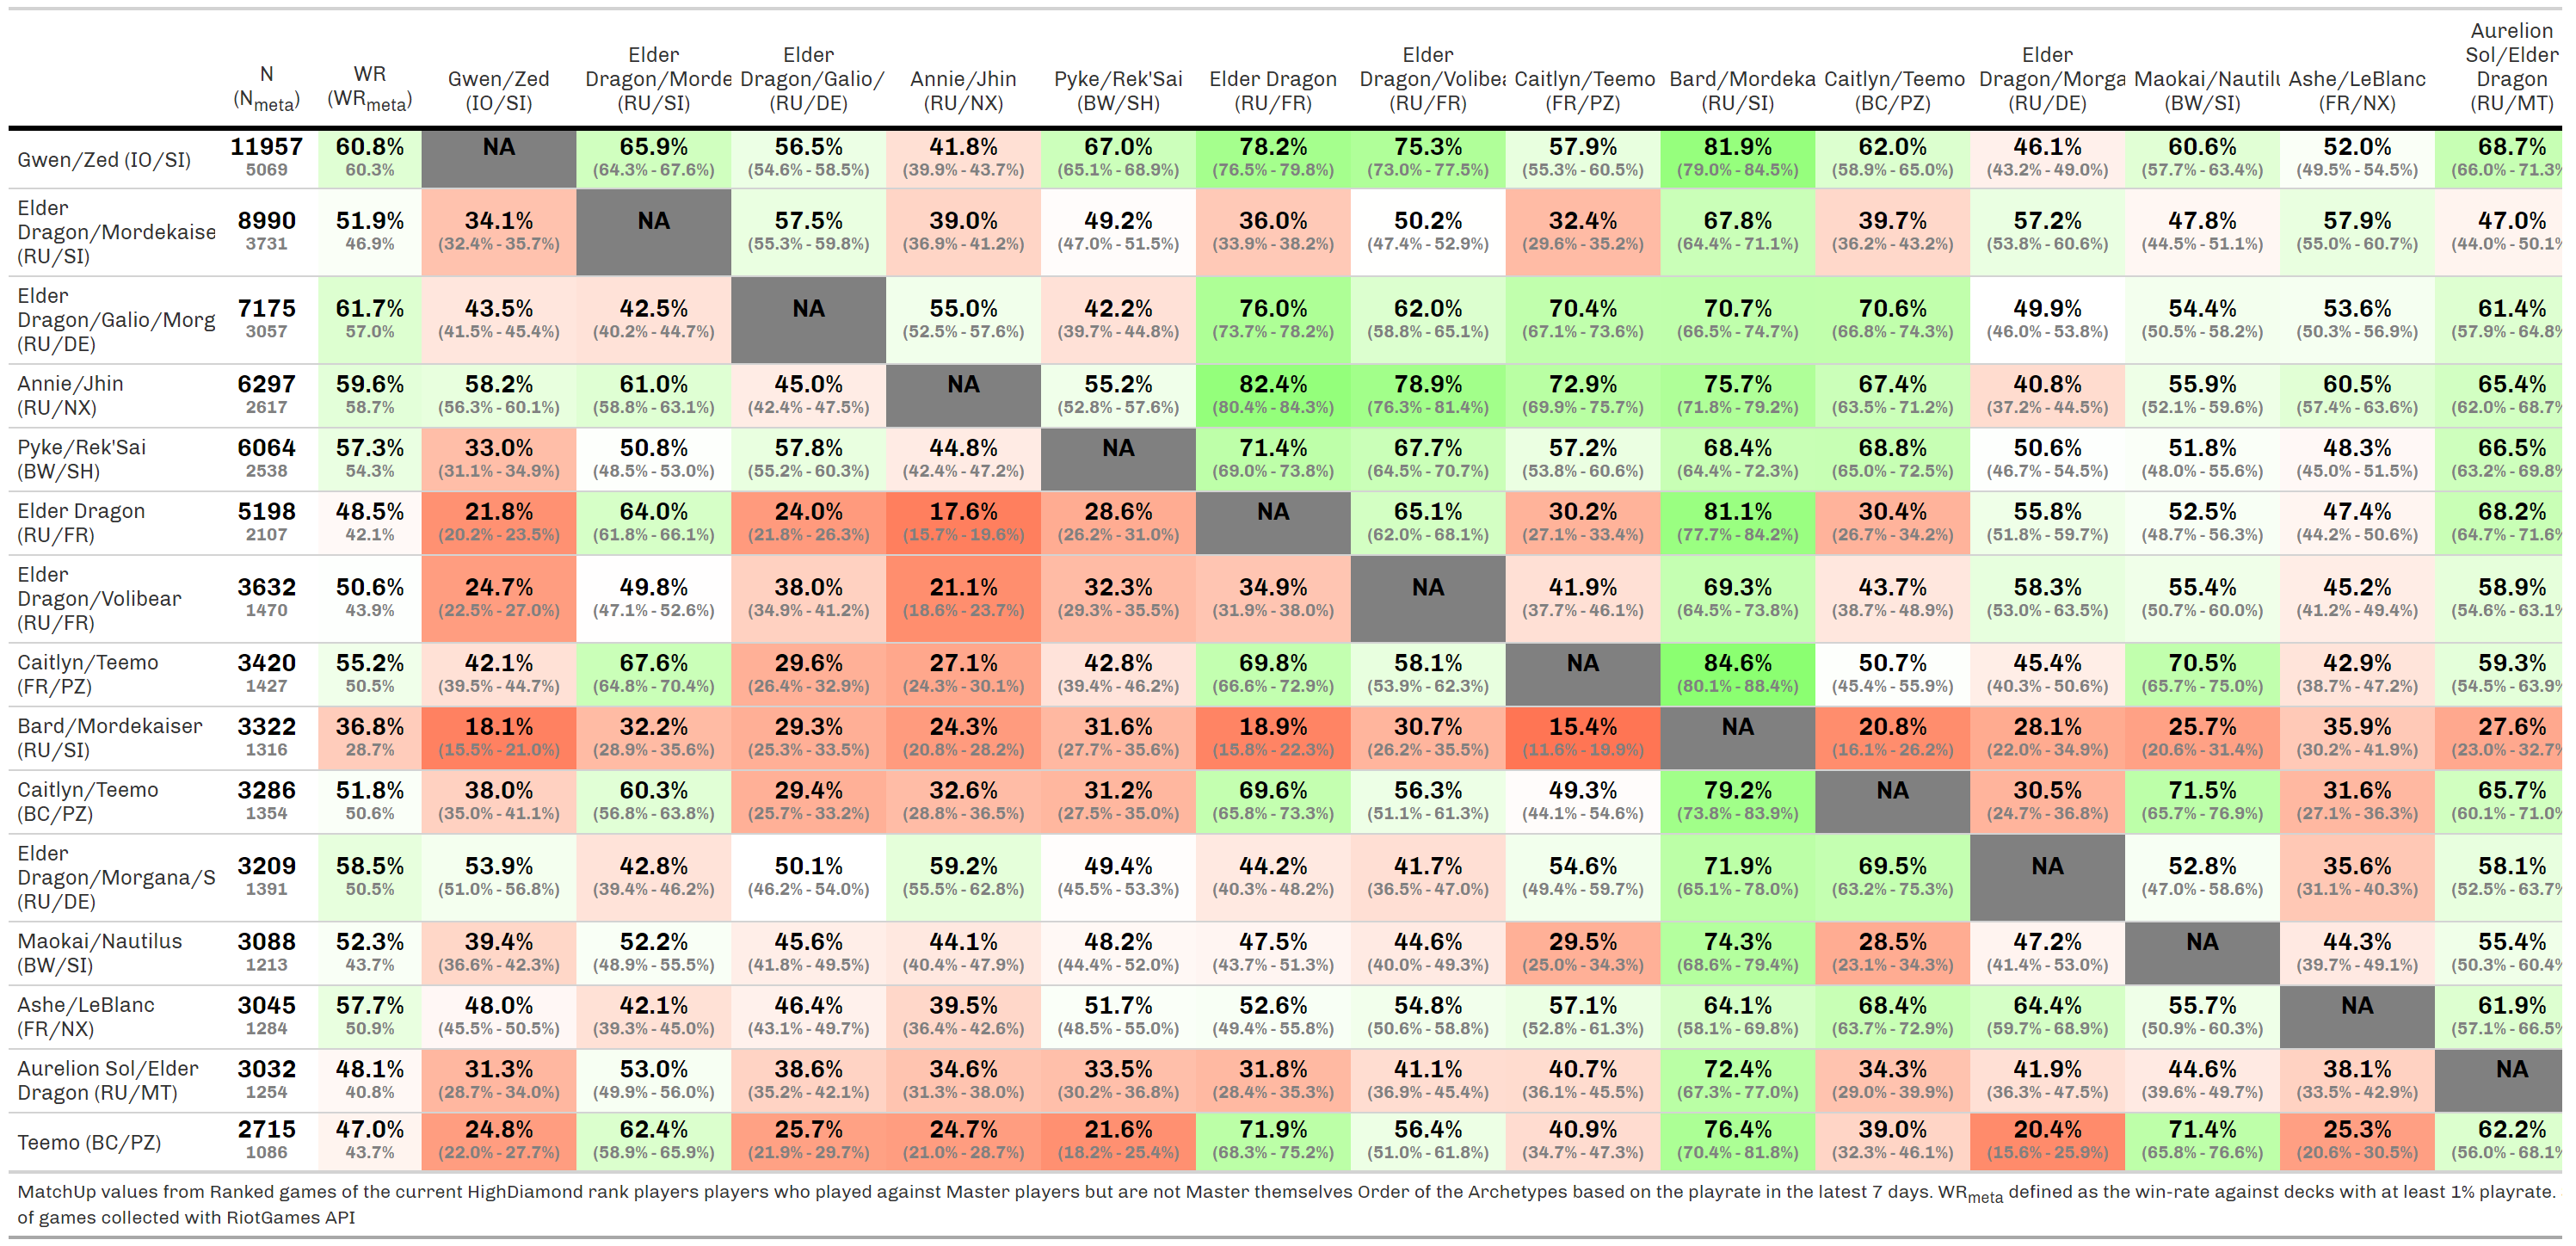 N (Nmeta) WR (WRmeta) Gwen/Zed (IO/SI) Elder Dragon/Morde (RU/SI) Elder Dragon/Galio/ (RU/DE) Annie/Jhin (RU/NX) Pyke/Rek'Sai (BW/SH) Elder Dragon (RU/FR) Elder Dragon/Volibea (RU/FR) Caitlyn/Teemo (FR/PZ) Bard/Mordeka (RU/SI) Caitlyn/Teemo (BC/PZ) Elder Dragon/Morga (RU/DE) Maokai/Nautilu (BW/SI) Ashe/LeBlanc (FR/NX) Aurelion Sol/Elder Dragon (RU/MT)
Gwen/Zed (IO/SI) 11957 60.8% NA 65.9% 56.5% 41.8% 67.0% 78.2% 75.3% 57.9% 81.9% 62.0% 46.1% 60.6% 52.0% 68.7%
5069 60.3% (64.3% - 67.6%) (54.6% - 58.5%) (39.9% - 43.7%) (65.1% - 68.9%) (76.5% - 79.8%) (73.0% - 77.5%) (55.3% - 60.5%) (79.0% - 84.5%) (58.9% - 65.0%) (43.2% - 49.0%) (57.7% - 63.4%) (49.5% - 54.5%) (66.0% - 71.3%
Elder Dragon/Mordekaise (RU/SI) 8990 51.9% 34.1% NA 57.5% 39.0% 49.2% 36.0% 50.2% 32.4% 67.8% 39.7% 57.2% 47.8% 57.9% 47.0%
3731 46.9% (32.4% - 35.7%) (55.3% - 59.8%) (36.9% - 41.2%) (47.0% - 51.5%) (33.9% - 38.2%) (47.4% - 52.9%) (29.6% - 35.2%) (64.4% - 71.1%) (36.2% - 43.2%) (53.8% - 60.6%) (44.5% - 51.1%) (55.0% - 60.7%) (44.0% - 50.1%
Elder Dragon/Galio/Morg (RU/DE) 7175 61.7% 43.5% 42.5% NA 55.0% 42.2% 76.0% 62.0% 70.4% 70.7% 70.6% 49.9% 54.4% 53.6% 61.4%
3057 57.0% (41.5% - 45.4%) (40.2% - 44.7%) (52.5% - 57.6%) (39.7% - 44.8%) (73.7% - 78.2%) (58.8% - 65.1%) (67.1% - 73.6%) (66.5% - 74.7%) (66.8% - 74.3%) (46.0% - 53.8%) (50.5% - 58.2%) (50.3% - 56.9%) (57.9% - 64.8%
Annie/Jhin (RU/NX) 6297 59.6% 58.2% 61.0% 45.0% NA 55.2% 82.4% 78.9% 72.9% 75.7% 67.4% 40.8% 55.9% 60.5% 65.4%
2617 58.7% (56.3% - 60.1%) (58.8% - 63.1%) (42.4% - 47.5%) (52.8% - 57.6%) (80.4% - 84.3%) (76.3% - 81.4%) (69.9% - 75.7%) (71.8% - 79.2%) (63.5% - 71.2%) (37.2% - 44.5%) (52.1% - 59.6%) (57.4% - 63.6%) (62.0% - 68.7%
Pyke/Rek'Sai (BW/SH) 6064 57.3% 33.0% 50.8% 57.8% 44.8% NA 71.4% 67.7% 57.2% 68.4% 68.8% 50.6% 51.8% 48.3% 66.5%
2538 54.3% (31.1% - 34.9%) (48.5% - 53.0%) (55.2% - 60.3%) (42.4% - 47.2%) (69.0% - 73.8%) (64.5% - 70.7%) (53.8% - 60.6%) (64.4% - 72.3%) (65.0% - 72.5%) (46.7% - 54.5%) (48.0% - 55.6%) (45.0% - 51.5%) (63.2% - 69.8%
Elder Dragon (RU/FR) 5198 48.5% 21.8% 64.0% 24.0% 17.6% 28.6% NA 65.1% 30.2% 81.1% 30.4% 55.8% 52.5% 47.4% 68.2%
2107 42.1% (20.2% - 23.5%) (61.8% - 66.1%) (21.8% - 26.3%) (15.7% - 19.6%) (26.2% - 31.0%) (62.0% - 68.1%) (27.1% - 33.4%) (77.7% - 84.2%) (26.7% - 34.2%) (51.8% - 59.7%) (48.7% - 56.3%) (44.2% - 50.6%) (64.7% - 71.6%
Elder Dragon/Volibear (RU/FR) 3632 50.6% 24.7% 49.8% 38.0% 21.1% 32.3% 34.9% NA 41.9% 69.3% 43.7% 58.3% 55.4% 45.2% 58.9%
1470 43.9% (22.5% - 27.0%) (47.1% - 52.6%) (34.9% - 41.2%) (18.6% - 23.7%) (29.3% - 35.5%) (31.9% - 38.0%) (37.7% - 46.1%) (64.5% - 73.8%) (38.7% - 48.9%) (53.0% - 63.5%) (50.7% - 60.0%) (41.2% - 49.4%) (54.6% - 63.1%
Caitlyn/Teemo (FR/PZ) 3420 55.2% 42.1% 67.6% 29.6% 27.1% 42.8% 69.8% 58.1% NA 84.6% 50.7% 45.4% 70.5% 42.9% 59.3%
1427 50.5% (39.5% - 44.7%) (64.8% - 70.4%) (26.4% - 32.9%) (24.3% - 30.1%) (39.4% - 46.2%) (66.6% - 72.9%) (53.9% - 62.3%) (80.1% - 88.4%) (45.4% - 55.9%) (40.3% - 50.6%) (65.7% - 75.0%) (38.7% - 47.2%) (54.5% - 63.9%
Bard/Mordekaiser (RU/SI) 3322 36.8% 18.1% 32.2% 29.3% 24.3% 31.6% 18.9% 30.7% 15.4% NA 20.8% 28.1% 25.7% 35.9% 27.6%
1316 28.7% (15.5% - 21.0%) (28.9% - 35.6%) (25.3% - 33.5%) (20.8% - 28.2%) (27.7% - 35.6%) (15.8% - 22.3%) (26.2% - 35.5%) (11.6% - 19.9%) (16.1% - 26.2%) (22.0% - 34.9%) (20.6% - 31.4%) (30.2% - 41.9%) (23.0% - 32.7%
Caitlyn/Teemo (BC/PZ) 3286 51.8% 38.0% 60.3% 29.4% 32.6% 31.2% 69.6% 56.3% 49.3% 79.2% NA 30.5% 71.5% 31.6% 65.7%
1354 50.6% (35.0% - 41.1%) (56.8% - 63.8%) (25.7% - 33.2%) (28.8% - 36.5%) (27.5% - 35.0%) (65.8% - 73.3%) (51.1% - 61.3%) (44.1% - 54.6%) (73.8% - 83.9%) (24.7% - 36.8%) (65.7% - 76.9%) (27.1% - 36.3%) (60.1% - 71.0%
Elder Dragon/Morgana/S (RU/DE) 3209 58.5% 53.9% 42.8% 50.1% 59.2% 49.4% 44.2% 41.7% 54.6% 71.9% 69.5% NA 52.8% 35.6% 58.1%
1391 50.5% (51.0% - 56.8%) (39.4% - 46.2%) (46.2% - 54.0%) (55.5% - 62.8%) (45.5% - 53.3%) (40.3% - 48.2%) (36.5% - 47.0%) (49.4% - 59.7%) (65.1% - 78.0%) (63.2% - 75.3%) (47.0% - 58.6%) (31.1% - 40.3%) (52.5% - 63.7%
Maokai/Nautilus (BW/SI) 3088 52.3% 39.4% 52.2% 45.6% 44.1% 48.2% 47.5% 44.6% 29.5% 74.3% 28.5% 47.2% NA 44.3% 55.4%
1213 43.7% (36.6% - 42.3%) (48.9% - 55.5%) (41.8% - 49.5%) (40.4% - 47.9%) (44.4% - 52.0%) (43.7% - 51.3%) (40.0% - 49.3%) (25.0% - 34.3%) (68.6% - 79.4%) (23.1% - 34.3%) (41.4% - 53.0%) (39.7% - 49.1%) (50.3% - 60.4%
Ashe/LeBlanc (FR/NX) 3045 57.7% 48.0% 42.1% 46.4% 39.5% 51.7% 52.6% 54.8% 57.1% 64.1% 68.4% 64.4% 55.7% NA 61.9%
1284 50.9% (45.5% - 50.5%) (39.3% - 45.0%) (43.1% - 49.7%) (36.4% - 42.6%) (48.5% - 55.0%) (49.4% - 55.8%) (50.6% - 58.8%) (52.8% - 61.3%) (58.1% - 69.8%) (63.7% - 72.9%) (59.7% - 68.9%) (50.9% - 60.3%) (57.1% - 66.5%
Aurelion Sol/Elder Dragon (RU/MT) 3032 48.1% 31.3% 53.0% 38.6% 34.6% 33.5% 31.8% 41.1% 40.7% 72.4% 34.3% 41.9% 44.6% 38.1% NA
1254 40.8% (28.7% - 34.0%) (49.9% - 56.0%) (35.2% - 42.1%) (31.3% - 38.0%) (30.2% - 36.8%) (28.4% - 35.3%) (36.9% - 45.4%) (36.1% - 45.5%) (67.3% - 77.0%) (29.0% - 39.9%) (36.3% - 47.5%) (39.6% - 49.7%) (33.5% - 42.9%)
Teemo (BC/PZ) 2715 47.0% 24.8% 62.4% 25.7% 24.7% 21.6% 71.9% 56.4% 40.9% 76.4% 39.0% 20.4% 71.4% 25.3% 62.2%
1086 43.7% (22.0% - 27.7%) (58.9% - 65.9%) (21.9% - 29.7%) (21.0% - 28.7%) (18.2% - 25.4%) (68.3% - 75.2%) (51.0% - 61.8%) (34.7% - 47.3%) (70.4% - 81.8%) (32.3% - 46.1%) (15.6% - 25.9%) (65.8% - 76.6%) (20.6% - 30.5%) (56.0% - 68.1%
MatchUp values from Ranked games of the current HighDiamond rank players players who played against Master players but are not Master themselves Order of the Archetypes based on the playrate in the latest 7 days. WRmeta defined as the win-rate against decks with at least 1% playrate.
of games collected with RiotGames API